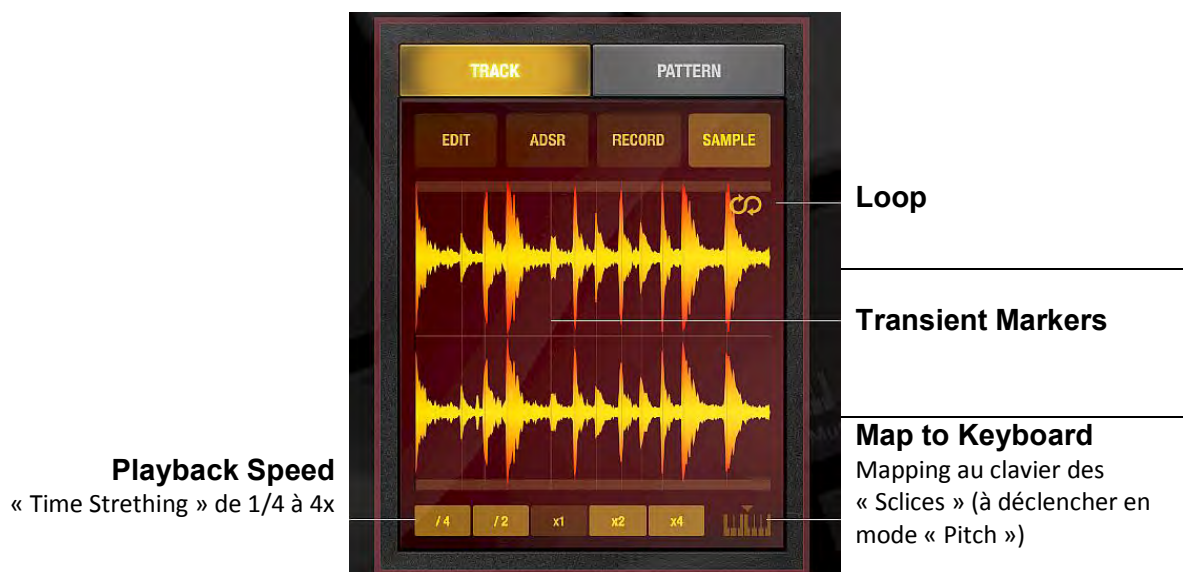 TRACK PATTERN
EDIT ADSR RECORD SAMPLE
Loop
Transient Markers
Map to Keyboard
Mapping au clavier des
« Sclices » (à déclencher en
mode « Pitch »)
Playback Speed
« Time Strething » de 1/4 à 4x
/ 4 / 2 x1 x2 x4